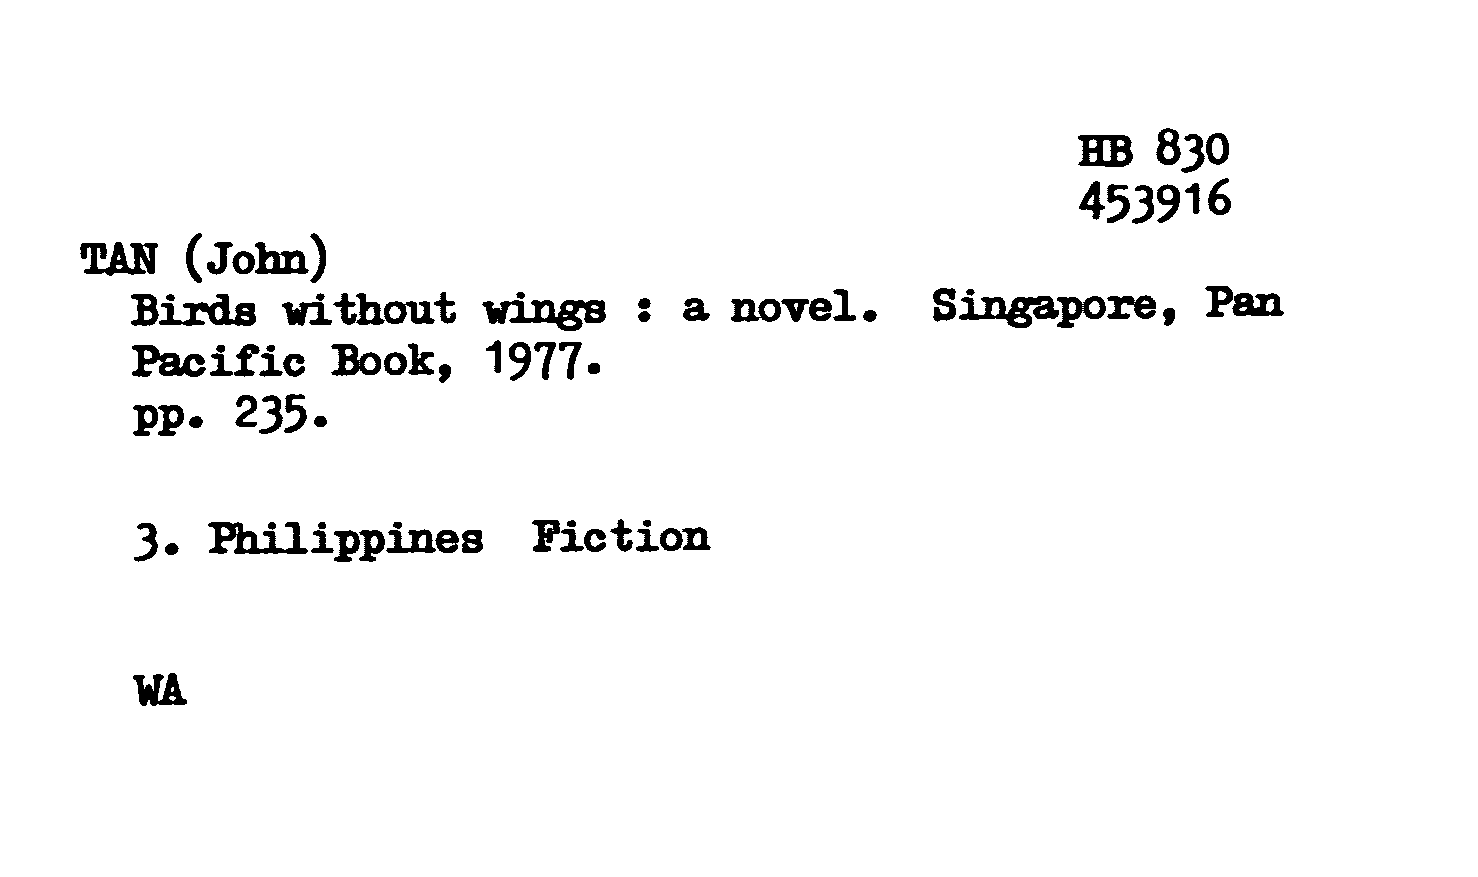 HB 830
453916
TAN (John)
Birds without wings : a novel. Singapore, Pan
Pacific Book, 1977.
pp. 235.
3. Philippines Fiction
WA